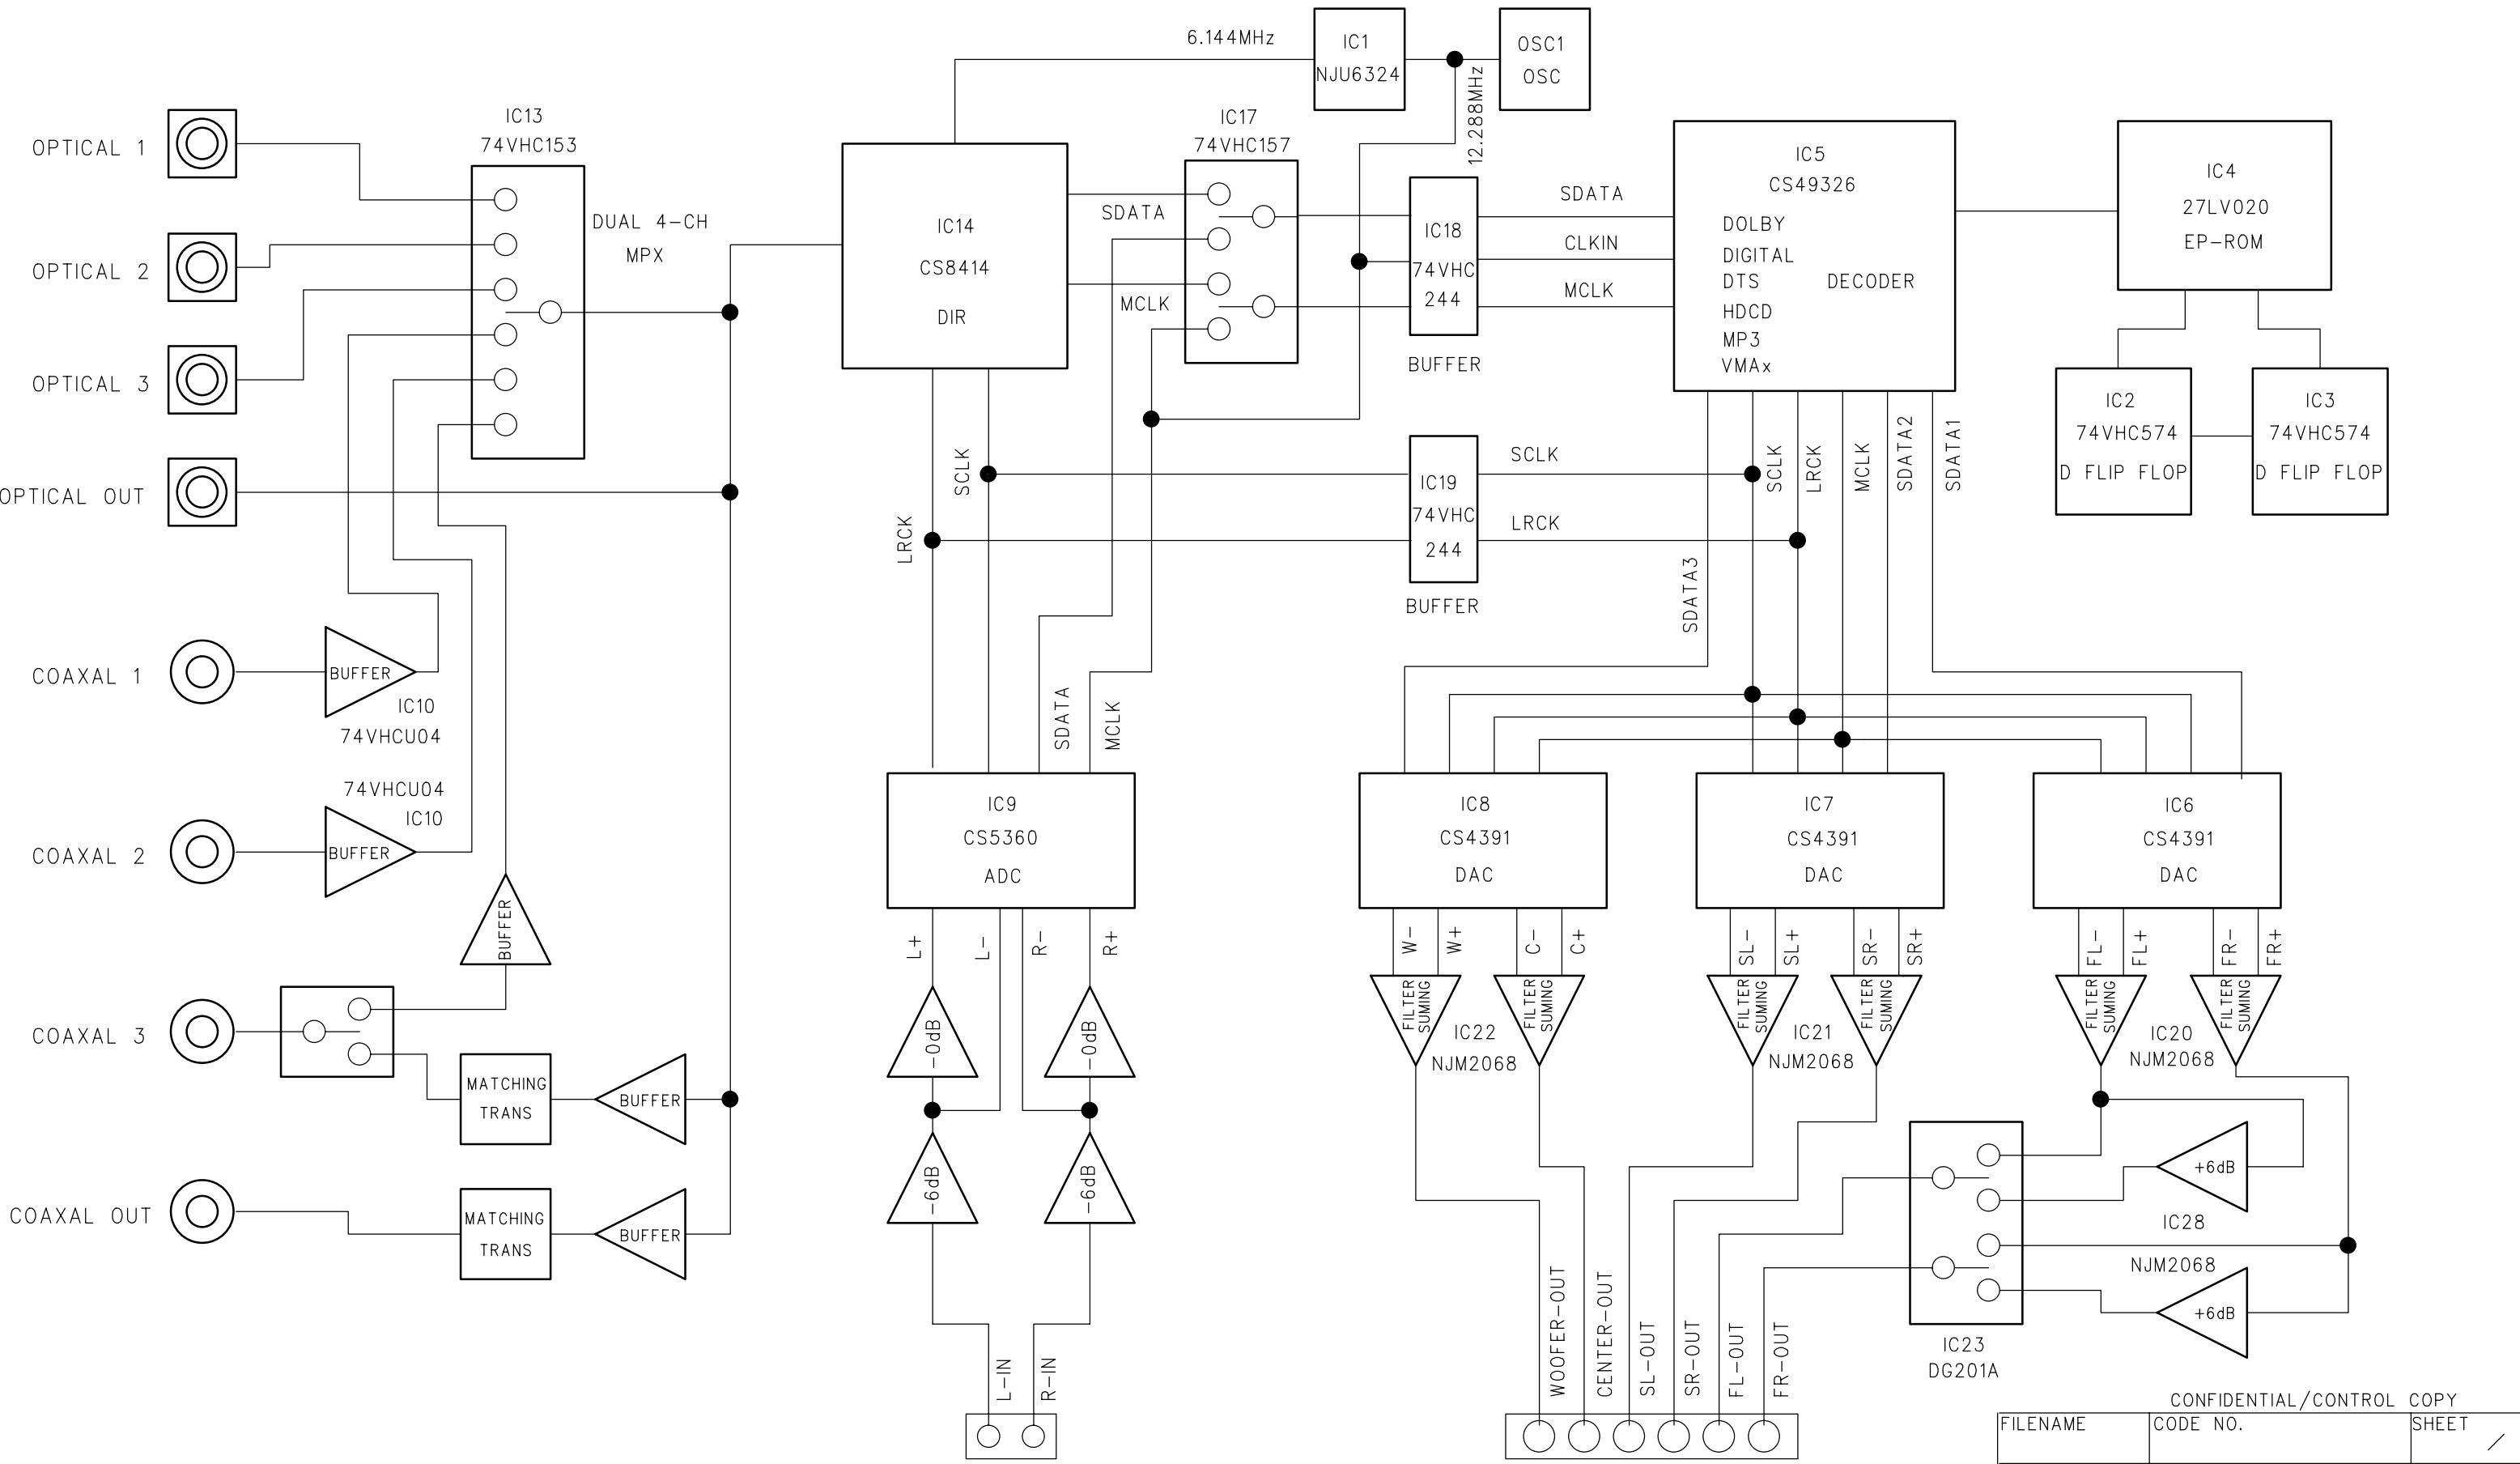 6.144MHz
IC1
NJU6324
OSC1
OSC
12.288MHz
IC13
74VHC153
DUAL 4-CH
MPX
OPTICAL 1
OPTICAL 2
OPTICAL 3
OPTICAL OUT
COAXAL 1
COAXAL 2
COAXAL 3
COAXAL OUT
BUFFER
IC10
74VHCU04
74VHCU04
IC10
BUFFER
BUFFER
MATCHING
TRANS
BUFFER
MATCHING
TRANS
BUFFER
IC14
CS8414
DIR
SDATA
MCLK
IC17
74VHC157
IC18
74VHC
244
BUFFER
SDATA
CLKIN
MCLK
IC5
CS49326
DOLBY
DIGITAL
DTS
DECODER
HDCD
MP3
VMAx
IC4
27LV020
EP-ROM
IC2
74VHC574
D FLIP FLOP
IC3
74VHC574
D FLIP FLOP
SCLK
LRCK
IC19
74VHC
244
BUFFER
SCLK
LRCK
SDATA3
SCLK
LRCK
MCLK
SDATA2
SDATA1
SDATA
MCLK
IC9
CS5360
ADC
L+
L-
R-
R+
-0dB
-0dB
-6dB
-6dB
L-IN
R-IN
IC8
CS4391
DAC
IC7
CS4391
DAC
IC6
CS4391
DAC
W-
W+
C-
C+
SL-
SL+
SR-
SR+
FL-
FL+
FR-
FR+
FILTER
SUMING
FILTER
SUMING
FILTER
SUMING
FILTER
SUMING
FILTER
SUMING
FILTER
SUMING
IC22
NJM2068
IC21
NJM2068
IC20
NJM2068
+6dB
IC28
NJM2068
+6dB
IC23
DG201A
WOOFER-OUT
CENTER-OUT
SL-OUT
SR-OUT
FL-OUT
FR-OUT
CONFIDENTIAL/CONTROL COPY
FILENAME
CODE NO.
SHEET
/